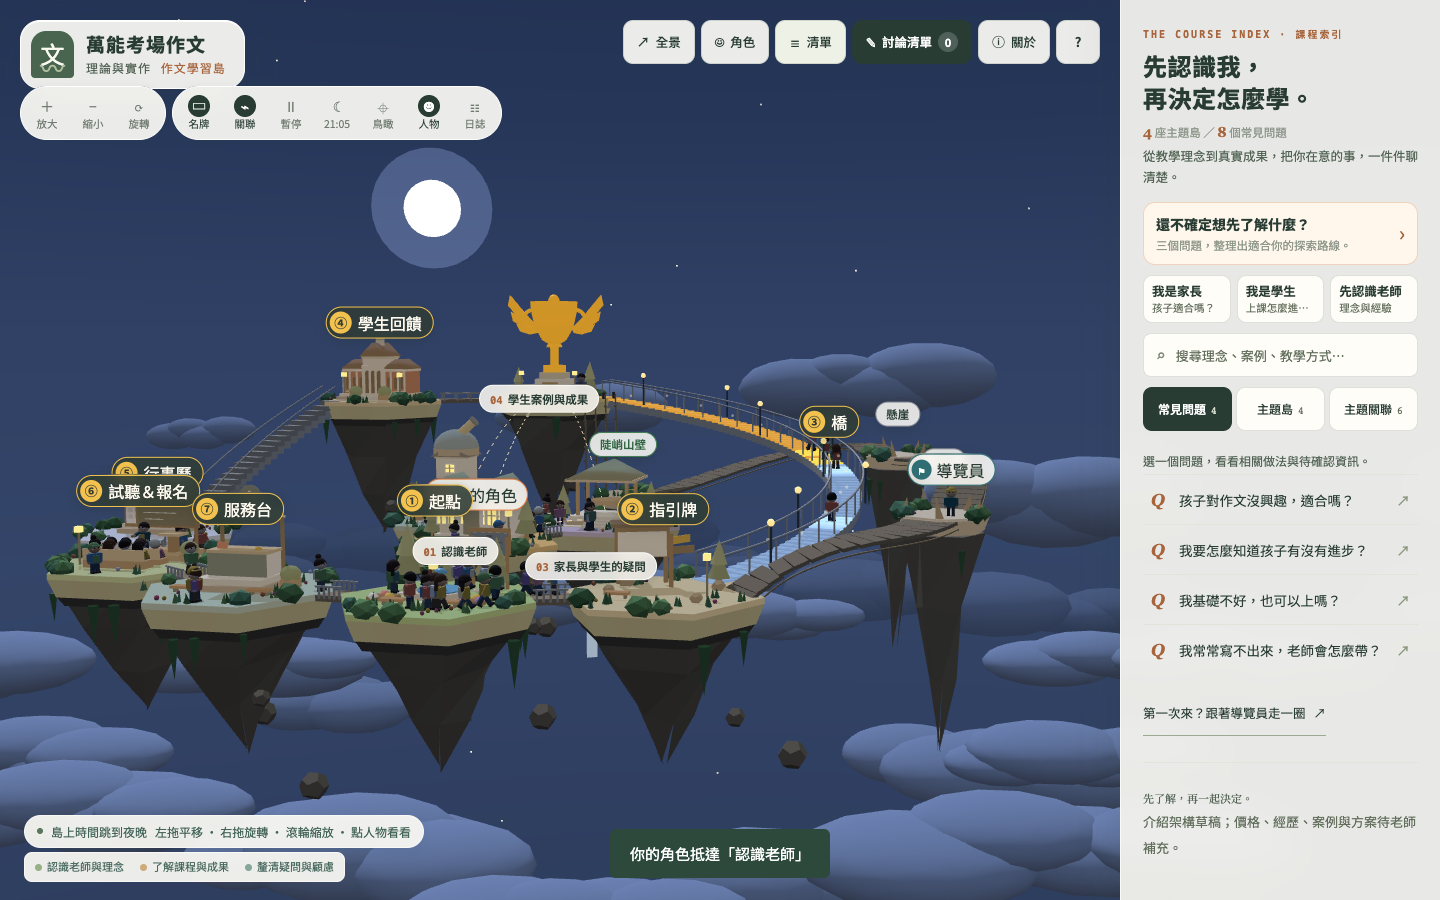 文
萬能考場作文
理論與實作 作文學習島
放大
縮小
旋轉
名牌
關聯
暫停
21:05
鳥瞰
人物
日誌
↗ 全景
角色
≡ 清單
✎ 討論清單 0
ⓘ 關於
?
④ 學生回饋
04 學生案例與成果
陡峭山壁
③ 橋
懸崖
導覽員
⑤ 行事曆
⑥ 試聽＆報名
⑦ 服務台
① 起點
的角色
② 指引牌
01 認識老師
03 家長與學生的疑問
島上時間跳到夜晚 左拖平移・右拖旋轉・滾輪縮放・點人物看看
認識老師與理念
了解課程與成果
釐清疑問與顧慮
你的角色抵達「認識老師」
THE COURSE INDEX · 課程索引
先認識我，
再決定怎麼學。
4 座主題島 ／ 8 個常見問題
從教學理念到真實成果，把你在意的事，一件件聊
清楚。
還不確定想先了解什麼？
三個問題，整理出適合你的探索路線。
我是家長
孩子適合嗎？
我是學生
上課怎麼進…
先認識老師
理念與經驗
搜尋理念、案例、教學方式…
常見問題 4
主題島 4
主題關聯 6
選一個問題，看看相關做法與待確認資訊。
Q 孩子對作文沒興趣，適合嗎？ ↗
Q 我要怎麼知道孩子有沒有進步？ ↗
Q 我基礎不好，也可以上嗎？ ↗
Q 我常常寫不出來，老師會怎麼帶？ ↗
第一次來？跟著導覽員走一圈 ↗
先了解，再一起決定。
介紹架構草稿；價格、經歷、案例與方案待老師
補充。